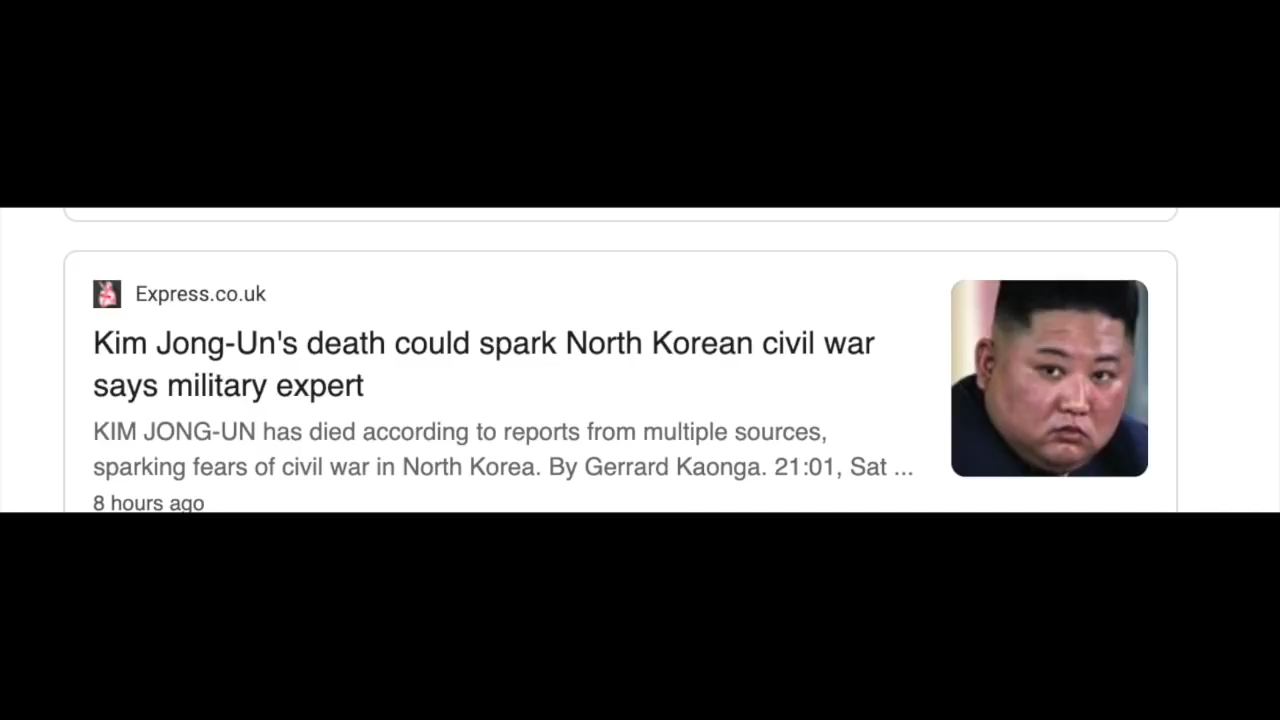 Express.co.uk
Kim Jong-Un's death could spark North Korean civil war
says military expert
KIM JONG-UN has died according to reports from multiple sources,
sparking fears of civil war in North Korea. By Gerrard Kaonga. 21:01, Sat ...
8 hours ago